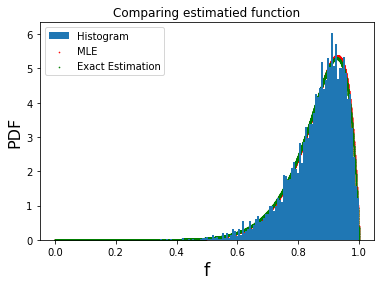 Comparing estimatied function
Histogram
MLE
Exact Estimation
PDF
6
5
4
3
2
1
0
0.0 0.2 0.4 0.6 0.8 1.0
f